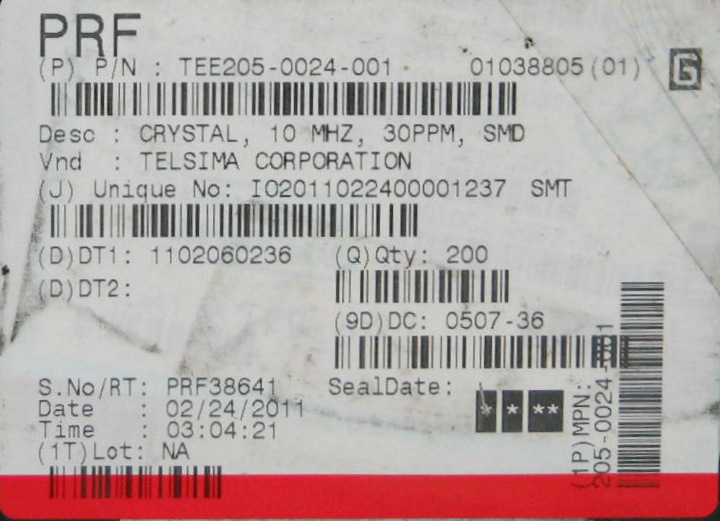 PRF
(P) P/N : TEE205-0024-001 01038805(01) G
Desc : CRYSTAL, 10 MHZ, 30PPM, SMD
Vnd : TELSIMA CORPORATION
(J) Unique No: IO2011022400001237 SMT
(D)DT1: 1102060236 (Q)Qty: 200
(D)DT2:
(9D)DC: 0507-36
S.No/RT: PRF38641 SealDate:
* * **
Date : 02/24/2011
Time : 03:04:21
(1T)Lot: NA
(1P)MPN:
205-0024-001